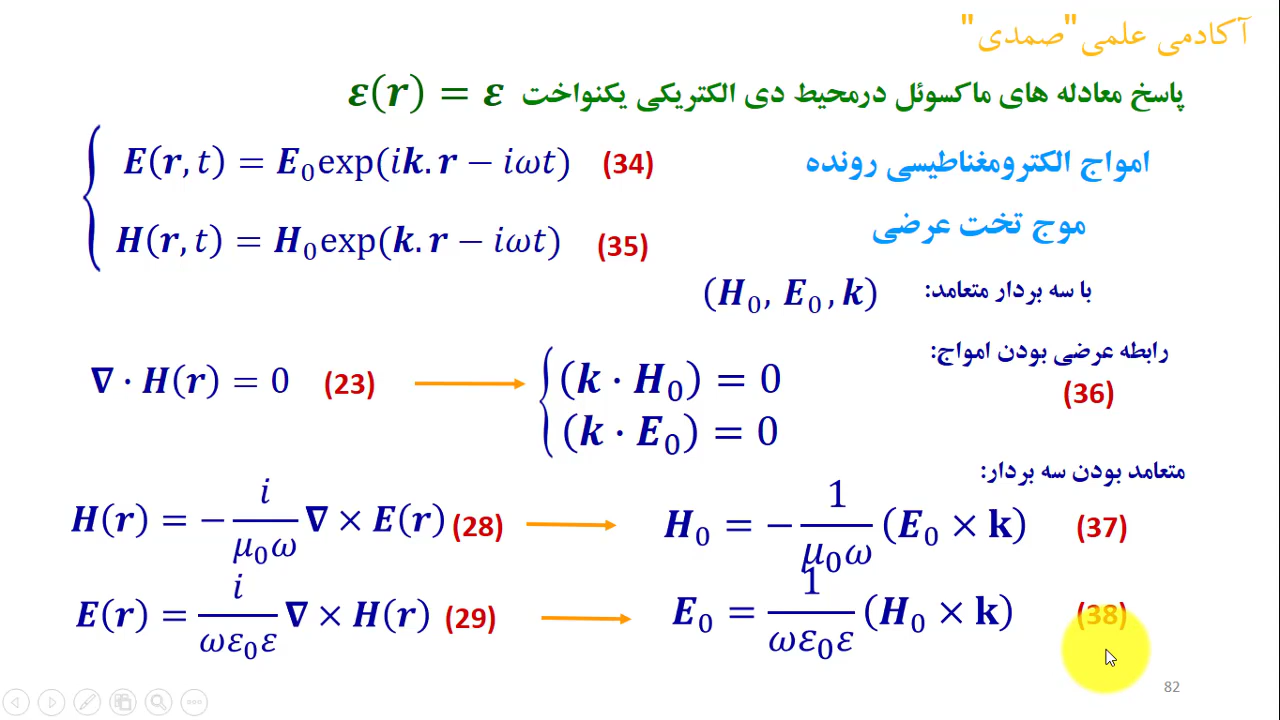 آکادمی علمی"صمدی"
پاسخ معادله های ماکسوئل درمحیط دی الکتریکی یکنواخت ε(r) = ε
امواج الکترومغناطیسی رونده
E(r, t) = E₀exp(ik.r − iωt) (34)
موج تخت عرضی
H(r, t) = H₀exp(k.r − iωt) (35)
با سه بردار متعامد: (H₀, E₀ ,k)
رابطه عرضی بودن امواج:
(36)
∇ · H(r) = 0 (23)
(k · H₀) = 0
(k · E₀) = 0
متعامد بودن سه بردار:
H(r) = − i/μ₀ω ∇ × E(r) (28)
H₀ = − 1/μ₀ω (E₀ × k) (37)
E(r) = i/ωε₀ε ∇ × H(r) (29)
E₀ = 1/ωε₀ε (H₀ × k) (38)
82